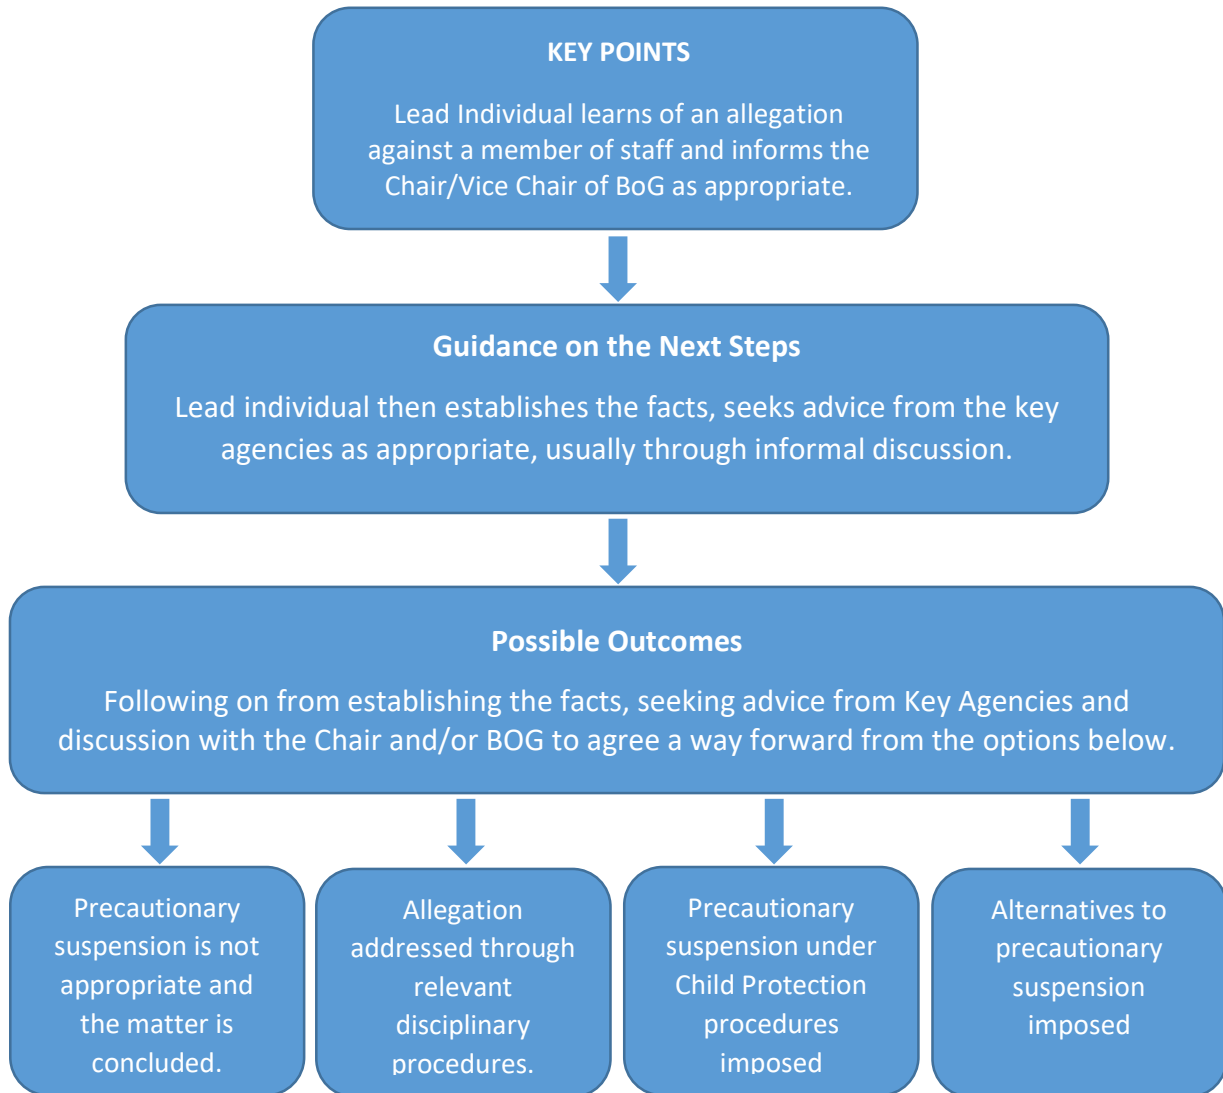 KEY POINTS
Lead Individual learns of an allegation
against a member of staff and informs the
Chair/Vice Chair of BoG as appropriate.
Guidance on the Next Steps
Lead individual then establishes the facts, seeks advice from the key
agencies as appropriate, usually through informal discussion.
Possible Outcomes
Following on from establishing the facts, seeking advice from Key Agencies and
discussion with the Chair and/or BOG to agree a way forward from the options below.
Precautionary
suspension is not
appropriate and
the matter is
concluded.
Allegation
addressed through
relevant
disciplinary
procedures.
Precautionary
suspension under
Child Protection
procedures
imposed
Alternatives to
precautionary
suspension
imposed